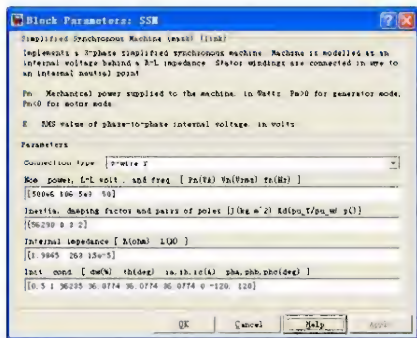 Block Parameters: SSM
Simplified Synchronous Machine (mask) (link)
Implements a 3-phase simplified synchronous machine. Machine is modelled as an
internal voltage behind a R-L impedance. Stator windings are connected in wye to
an internal neutral point.
Pm Mechanical power supplied to the machine, in Watts. Pm>0 for generator mode,
Pm<0 for motor mode
E RMS value of phase-to-phase internal voltage, in volts
Parameters
Connection type
Nom. power, L-L volt., and freq. [ Pn(VA) Vn(Vrms) fn(Hz) ]
Inertia, damping factor and pairs of poles [J(kg.m^2) Kd(pu_T/pu_w) p()]
[56290 0 3 2]
Internal impedance [ R(ohm) L(H) ]
Init. cond. [ dw(%) th(deg) ia,ib,ic(A) pha,phb,phc(deg) ]
OK Cancel Help Apply